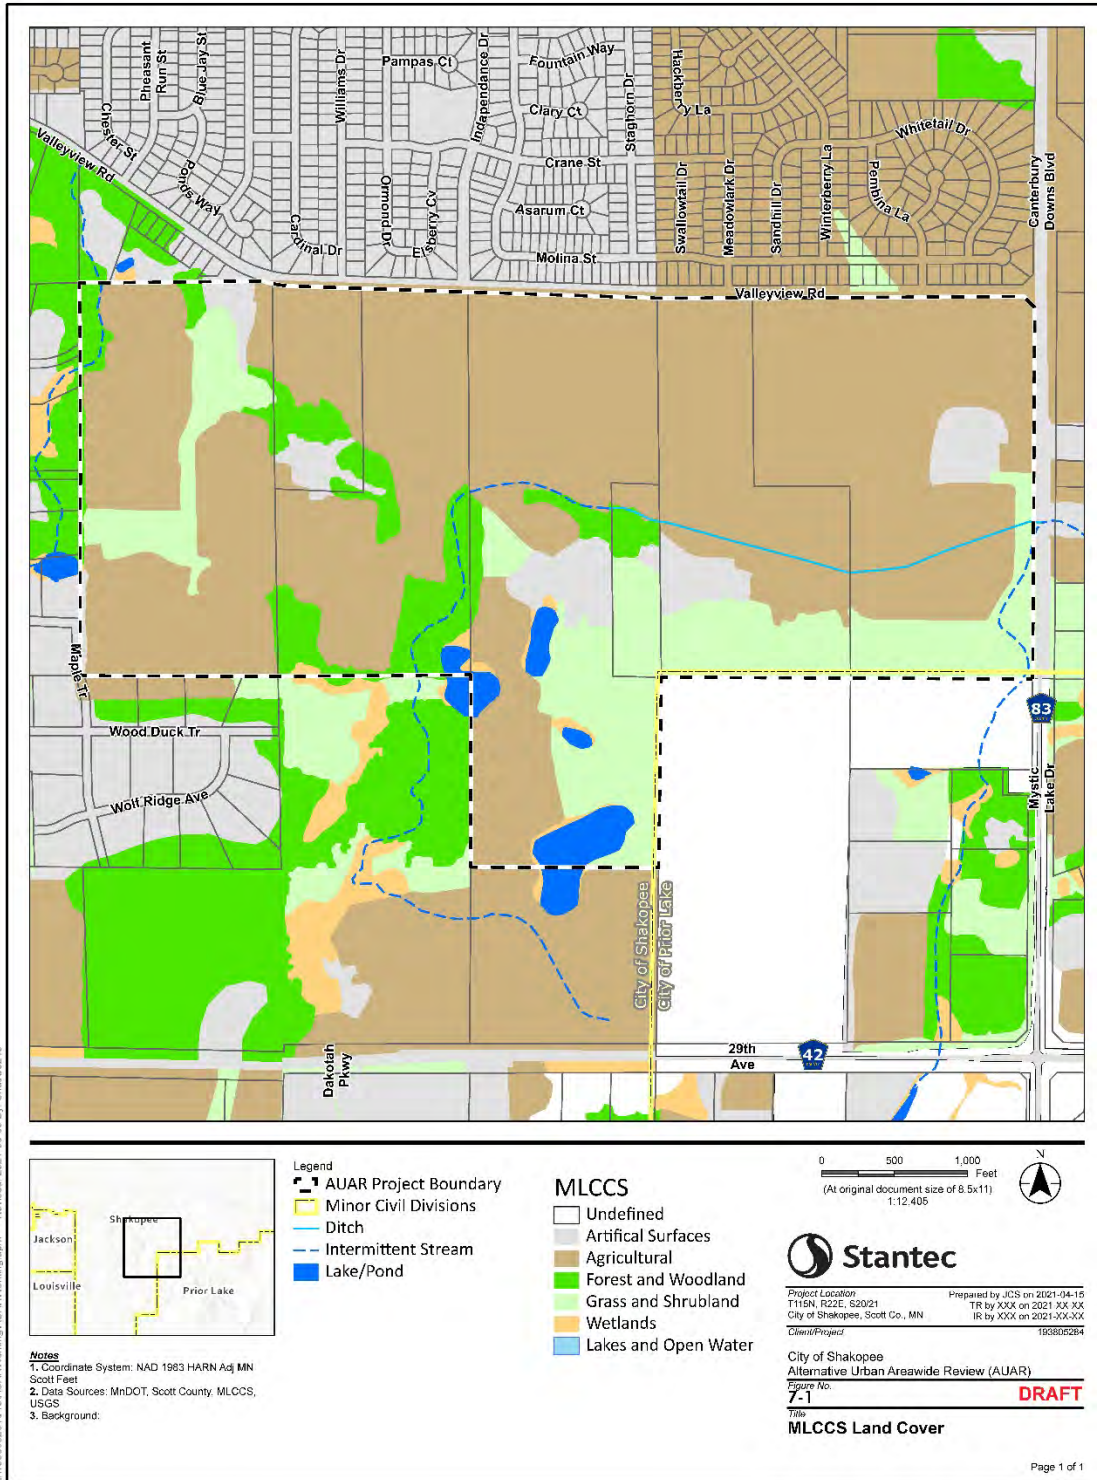 Pheasant
Run St
Blue Jay St
Williams Dr
Pampas Ct
Independance Dr
Fountain Way
Hackberry La
Chester St
Clary Ct
Staghorn Dr
Whitetail Dr
Valleyview Rd
Crane St
Canterbury
Downs Blvd
Ponds Way
Ormond Dr
Elsberry Cv
Asarum Ct
Swallowtail Dr
Meadowlark Dr
Sandhill Dr
Winterberry La
Pembina La
Cardinal Dr
Molina St
Valleyview Rd
Maple Tr
Wood Duck Tr
Wolf Ridge Ave
83
Mystic
Lake Dr
City of Shakopee
City of Prior Lake
29th
Ave
42
Dakotah
Pkwy
Shakopee
Jackson
Louisville
Prior Lake
Legend
AUAR Project Boundary
Minor Civil Divisions
Ditch
Intermittent Stream
Lake/Pond
MLCCS
Undefined
Artifical Surfaces
Agricultural
Forest and Woodland
Grass and Shrubland
Wetlands
Lakes and Open Water
0 500 1,000
Feet
(At original document size of 8.5x11)
1:12,405
N
Stantec
Project Location
T115N, R22E, S20/21
City of Shakopee, Scott Co., MN
Prepared by JCS on 2021-04-15
TR by XXX on 2021-XX-XX
IR by XXX on 2021-XX-XX
Client/Project
193805284
City of Shakopee
Alternative Urban Areawide Review (AUAR)
Figure No.
7-1
DRAFT
Title
MLCCS Land Cover
Page 1 of 1
Notes
1. Coordinate System: NAD 1983 HARN Adj MN
Scott Feet
2. Data Sources: MnDOT, Scott County, MLCCS,
USGS
3. Background: